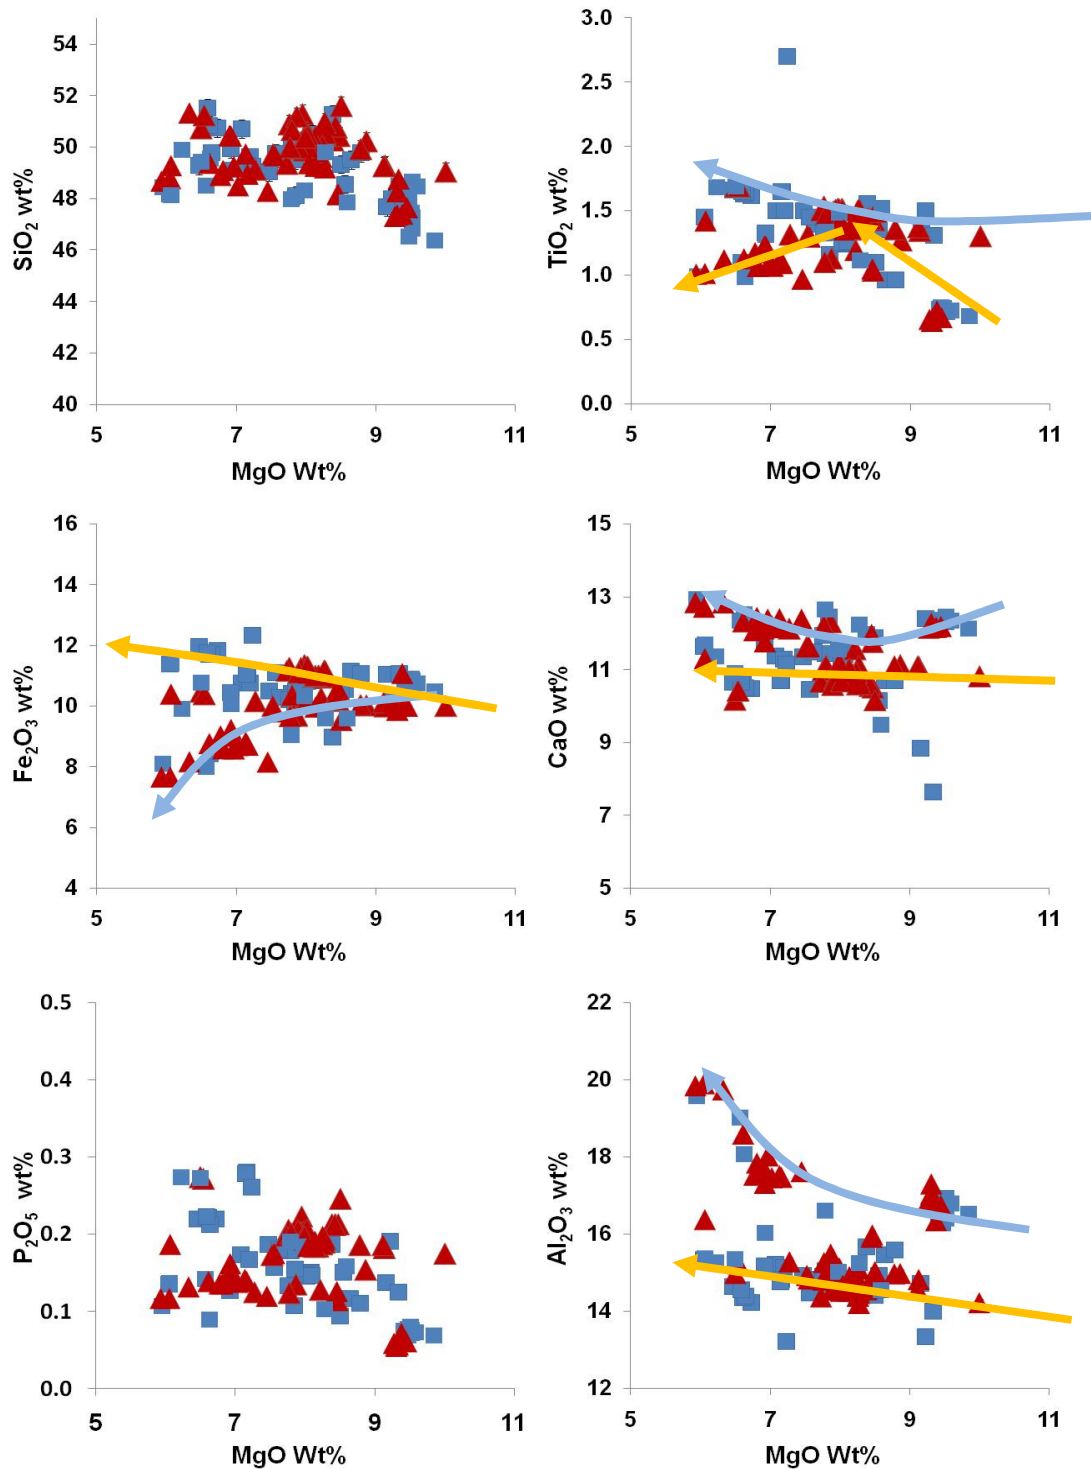 SiO2 wt%
54
52
50
48
46
44
42
40
5 7 9 11
MgO Wt%
TiO2 wt%
3.0
2.5
2.0
1.5
1.0
0.5
0.0
5 7 9 11
MgO Wt%
Fe2O3 wt%
16
14
12
10
8
6
4
5 7 9 11
MgO Wt%
CaO wt%
15
13
11
9
7
5
5 7 9 11
MgO Wt%
P2O5 wt%
0.5
0.4
0.3
0.2
0.1
0.0
5 7 9 11
MgO Wt%
Al2O3 wt%
22
20
18
16
14
12
5 7 9 11
MgO Wt%